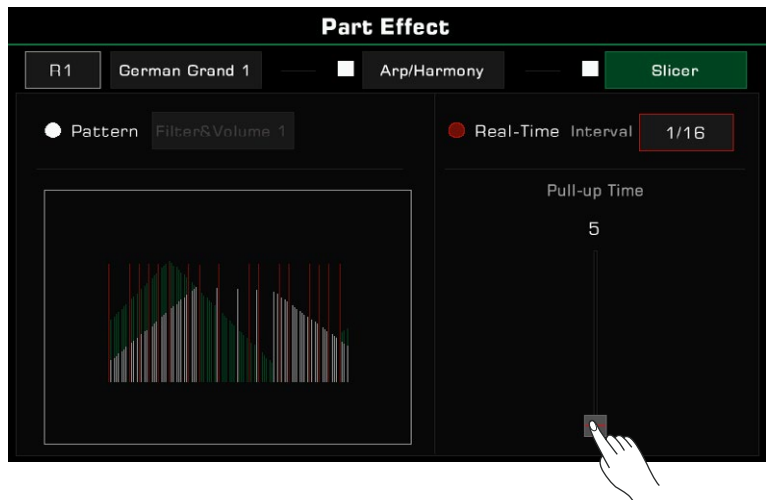 Part Effect
R1 German Grand 1 Arp/Harmony Slicer
Pattern Filter&Volume 1 Real-Time Interval 1/16
Pull-up Time
5